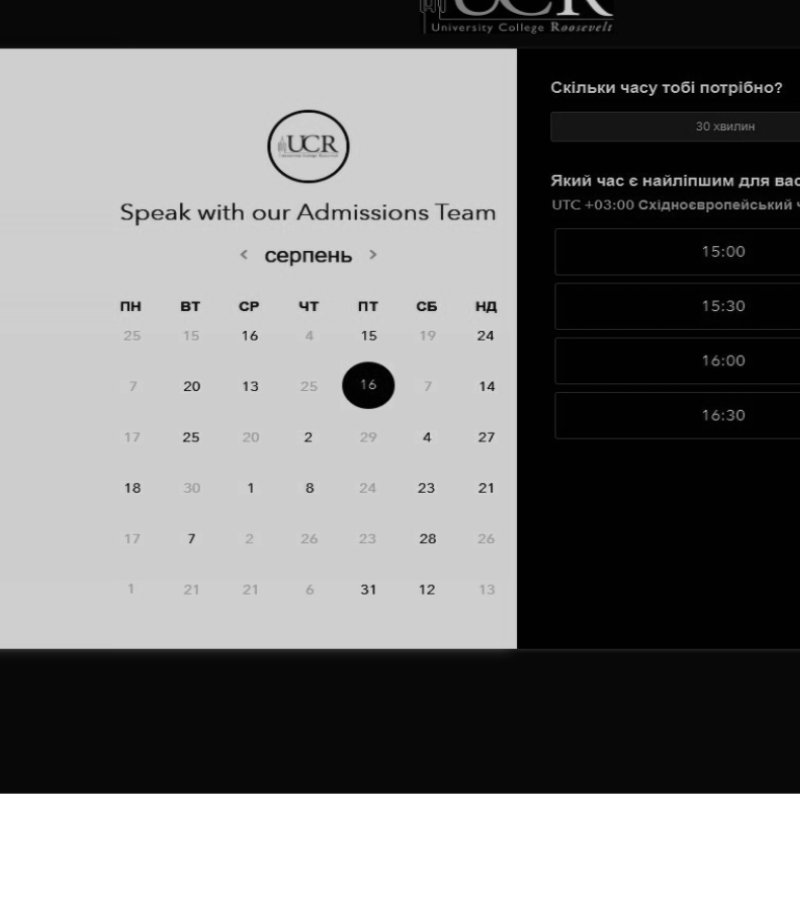 UCR
University College Roosevelt
UCR
Speak with our Admissions Team
< серпень >
ПН ВТ СР ЧТ ПТ СБ НД
25 15 16 4 15 19 24
7 20 13 25 16 7 14
17 25 20 2 29 4 27
18 30 1 8 24 23 21
17 7 2 26 23 28 26
1 21 21 6 31 12 13
Скільки часу тобі потрібно?
30 хвилин
Який час є найліпшим для вас
UTC +03:00 Східноєвропейський ч
15:00
15:30
16:00
16:30